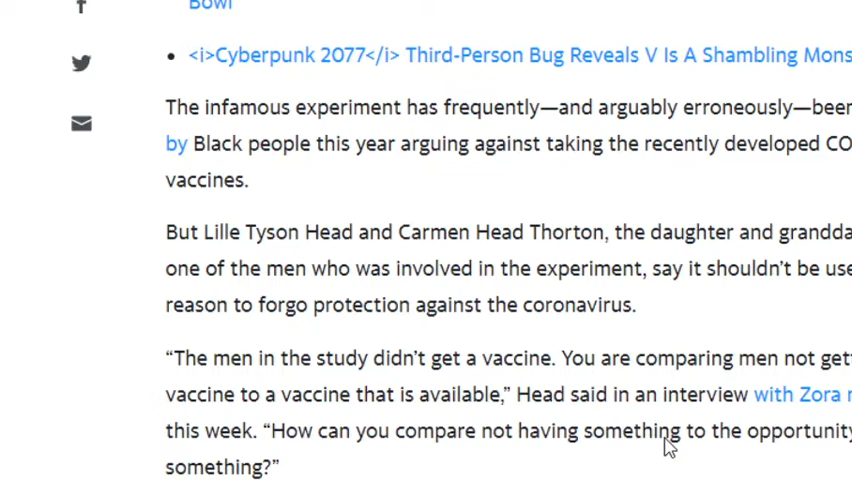 Bowl
<i>Cyberpunk 2077</i> Third-Person Bug Reveals V Is A Shambling
The infamous experiment has frequently—and arguably erroneously—been
by Black people this year arguing against taking the recently developed
vaccines.
But Lille Tyson Head and Carmen Head Thorton, the daughter and
one of the men who was involved in the experiment, say it shouldn’t be
reason to forgo protection against the coronavirus.
“The men in the study didn’t get a vaccine. You are comparing men not
vaccine to a vaccine that is available,” Head said in an interview with Zora
this week. “How can you compare not having something to the opportunity
something?”